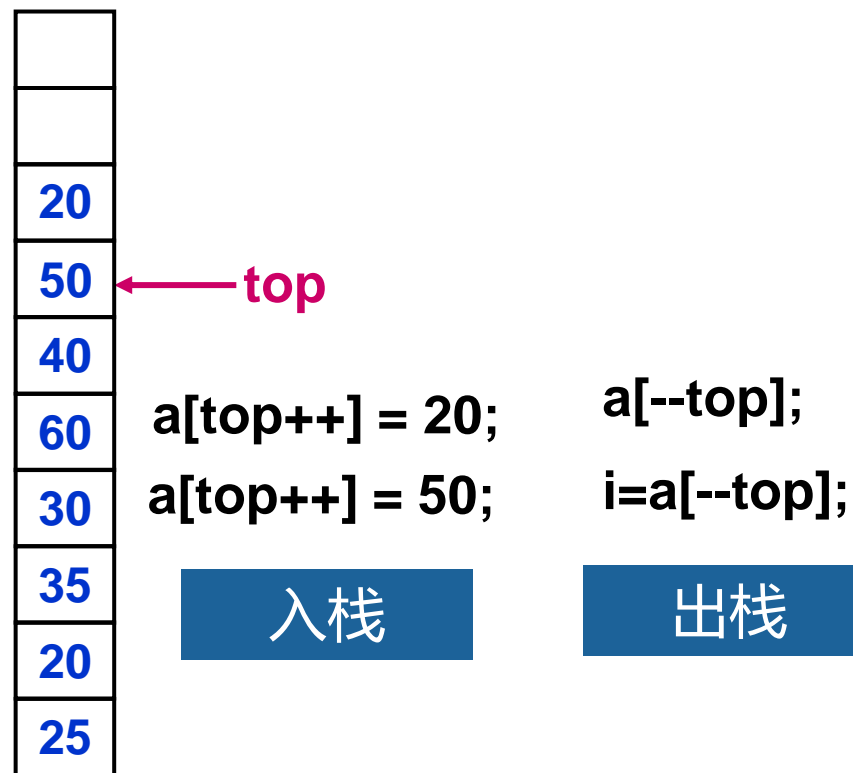 20
50
top
40
60
30
35
20
25
a[top++] = 20;
a[top++] = 50;
入栈
a[--top];
i=a[--top];
出栈